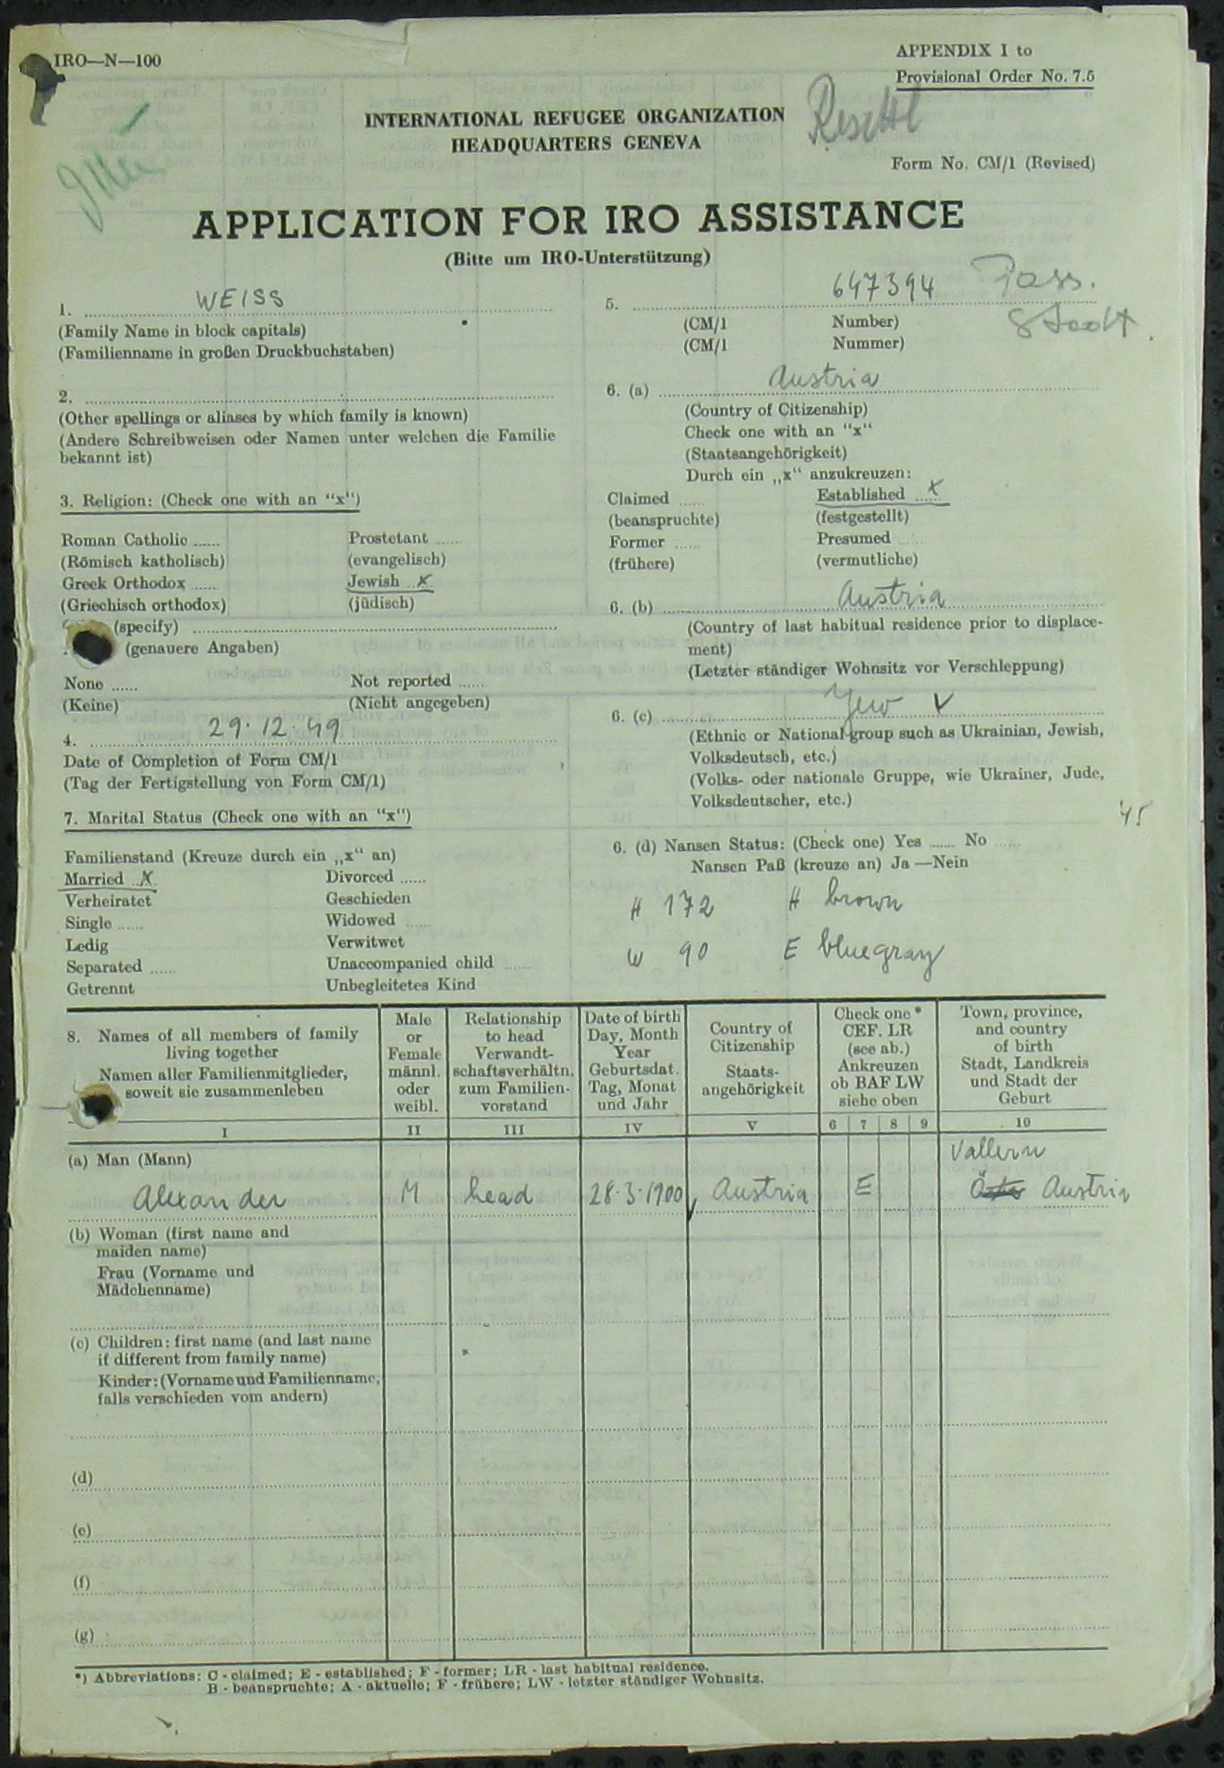 IRO—N—100
APPENDIX I to
Provisional Order No. 7.5
INTERNATIONAL REFUGEE ORGANIZATION
HEADQUARTERS GENEVA
Resettl
Form No. CM/1 (Revised)
APPLICATION FOR IRO ASSISTANCE
(Bitte um IRO-Unterstützung)
1. WEISS
(Family Name in block capitals)
(Familienname in großen Druckbuchstaben)
2.
(Other spellings or aliases by which family is known)
(Andere Schreibweisen oder Namen unter welchen die Familie
bekannt ist)
3. Religion: (Check one with an "x")
Roman Catholic ...... Prostetant ......
(Römisch katholisch) (evangelisch)
Greek Orthodox ...... Jewish x
(Griechisch orthodox) (jüdisch)
(specify)
(genauere Angaben)
None ...... Not reported ......
(Keine) (Nicht angegeben)
4. 29.12.49
Date of Completion of Form CM/1
(Tag der Fertigstellung von Form CM/1)
7. Marital Status (Check one with an "x")
Familienstand (Kreuze durch ein „x“ an)
Married x Divorced ......
Verheiratet Geschieden
Single ...... Widowed ......
Ledig Verwitwet
Separated ...... Unaccompanied child ......
Getrennt Unbegleitetes Kind
5. 647394 Pass.
(CM/1 Number)
(CM/1 Nummer)
6. (a) Austria
(Country of Citizenship)
Check one with an "x"
(Staatsangehörigkeit)
Durch ein „x“ anzukreuzen:
Claimed ...... Established x
(beanspruchte) (festgestellt)
Former ...... Presumed ......
(frühere) (vermutliche)
6. (b) Austria
(Country of last habitual residence prior to displace-
ment)
(Letzter ständiger Wohnsitz vor Verschleppung)
6. (c) Jew V
(Ethnic or National group such as Ukrainian, Jewish,
Volksdeutsch, etc.)
(Volks- oder nationale Gruppe, wie Ukrainer, Jude,
Volksdeutscher, etc.)
45
6. (d) Nansen Status: (Check one) Yes ...... No ......
Nansen Paß (kreuze an) Ja —Nein
H 172 H brown
W 90 E bluegray
8. Names of all members of family
living together
Namen aller Familienmitglieder,
soweit sie zusammenleben
Male
or
Female
männl.
oder
weibl.
Relationship
to head
Verwandt-
schaftsverhältn.
zum Familien-
vorstand
Date of birth
Day, Month
Year
Geburtsdat.
Tag, Monat
und Jahr
Country of
Citizenship
Staats-
angehörigkeit
Check one *
CEF. LR
(see ab.)
Ankreuzen
ob BAF LW
siehe oben
Town, province,
and country
of birth
Stadt, Landkreis
und Stadt der
Geburt
I II III IV V 6 7 8 9 10
(a) Man (Mann) Vallern
Alexander M head 28.3.1900 Austria E Austria
(b) Woman (first name and
maiden name)
Frau (Vorname und
Mädchenname)
(c) Children: first name (and last name
if different from family name)
Kinder: (Vorname und Familienname,
falls verschieden vom andern)
(d)
(e)
(f)
(g)
*) Abbreviations: C - claimed; E - established; F - former; LR - last habitual residence.
B - beanspruchte; A - aktuelle; F - frühere; LW - letzter ständiger Wohnsitz.